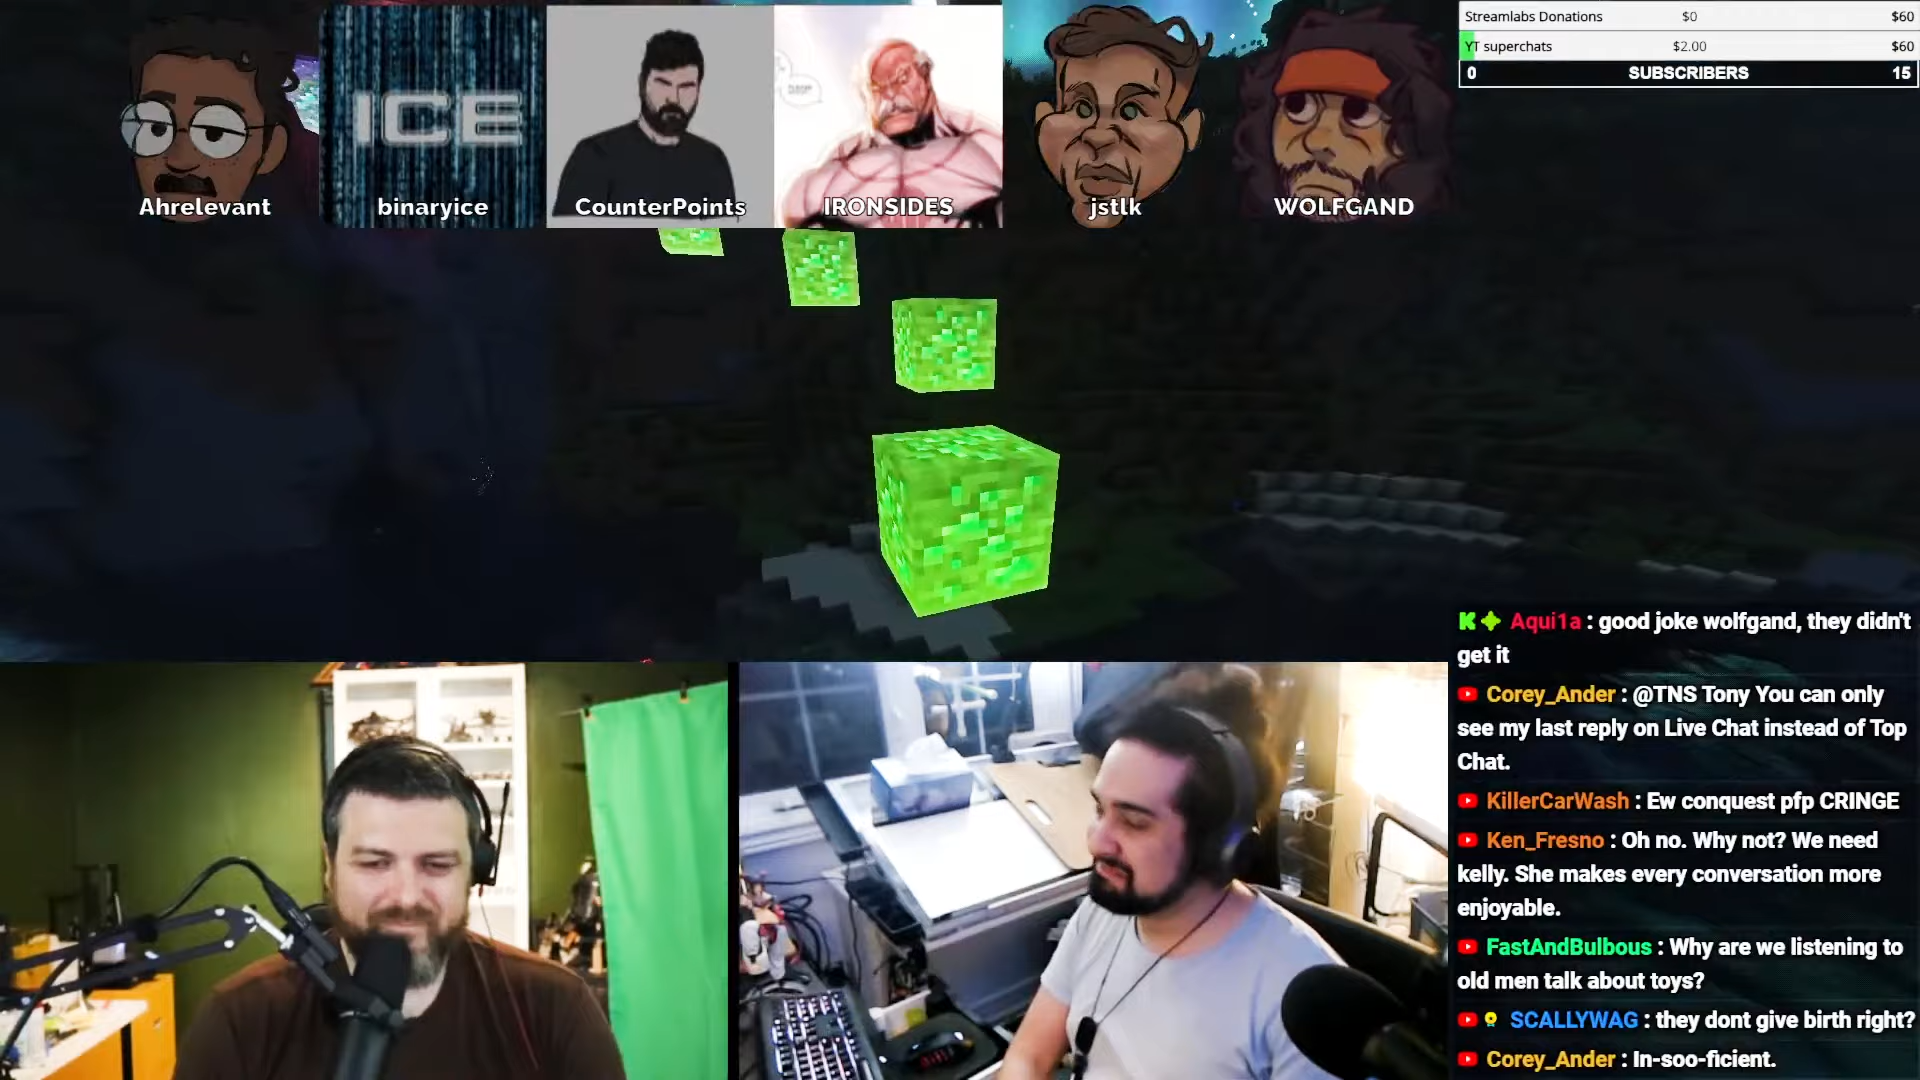 Streamlabs Donations $0 $60
YT superchats $2.00 $60
0 SUBSCRIBERS 15
ICE
Ahrelevant
binaryice
CounterPoints
IRONSIDES
jstlk
WOLFGAND
Aqui1a : good joke wolfgand, they didn't
get it
Corey_Ander : @TNS Tony You can only
see my last reply on Live Chat instead of Top
Chat.
KillerCarWash : Ew conquest pfp CRINGE
Ken_Fresno : Oh no. Why not? We need
kelly. She makes every conversation more
enjoyable.
FastAndBulbous : Why are we listening to
old men talk about toys?
SCALLYWAG : they dont give birth right?
Corey_Ander : In-soo-ficient.